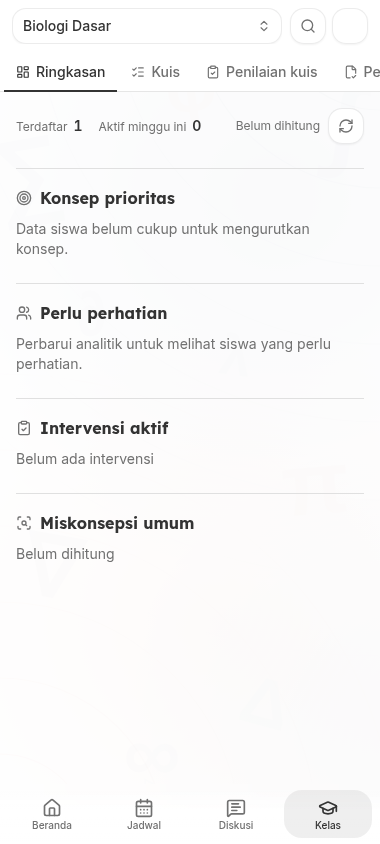 Biologi Dasar
Ringkasan
Kuis
Penilaian kuis
Pe
Terdaftar 1 Aktif minggu ini 0 Belum dihitung
Konsep prioritas
Data siswa belum cukup untuk mengurutkan
konsep.
Perlu perhatian
Perbarui analitik untuk melihat siswa yang perlu
perhatian.
Intervensi aktif
Belum ada intervensi
Miskonsepsi umum
Belum dihitung
Beranda
Jadwal
Diskusi
Kelas